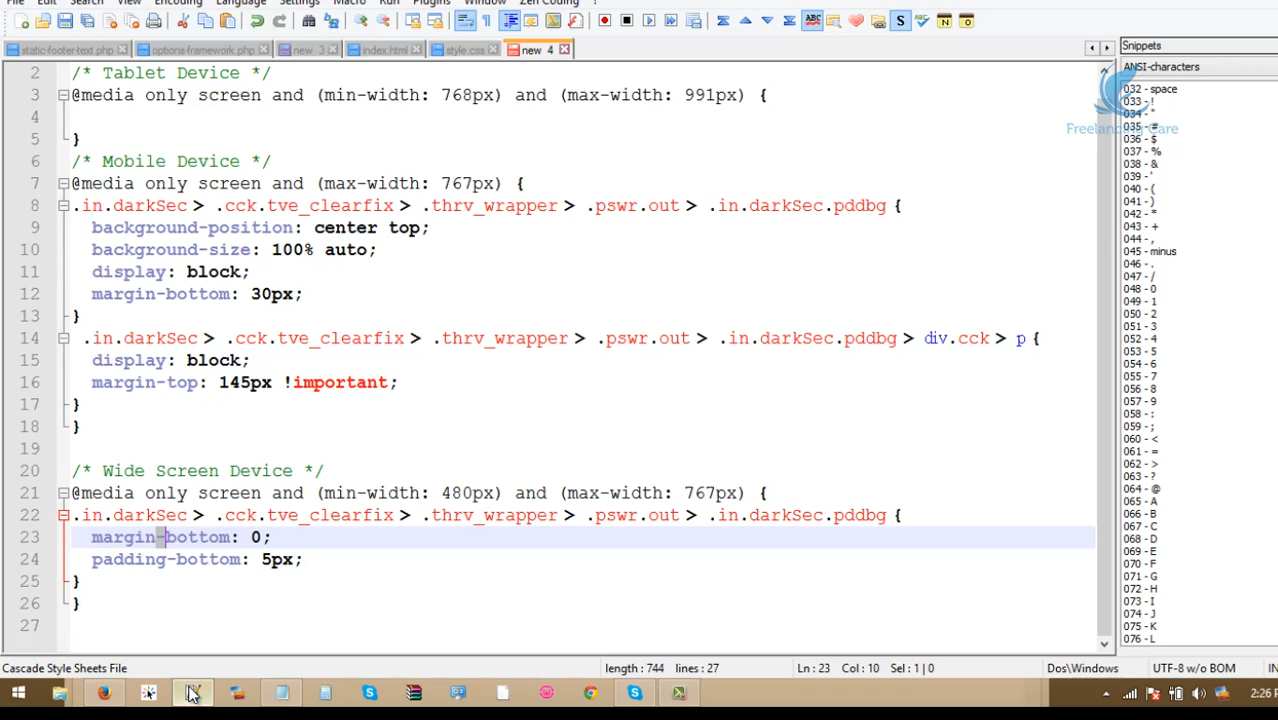 File Edit Search View Encoding Language Settings Macro Run Plugins Window Zen Coding ?
static-footer-text.php options-framework.php new 3 index.html style.css new 4
Snippets
ANSI-characters
2 /* Tablet Device */
3 @media only screen and (min-width: 768px) and (max-width: 991px) {
4
5 }
6 /* Mobile Device */
7 @media only screen and (max-width: 767px) {
8 .in.darkSec > .cck.tve_clearfix > .thrv_wrapper > .pswr.out > .in.darkSec.pddbg {
9 background-position: center top;
10 background-size: 100% auto;
11 display: block;
12 margin-bottom: 30px;
13 }
14 .in.darkSec > .cck.tve_clearfix > .thrv_wrapper > .pswr.out > .in.darkSec.pddbg > div.cck > p {
15 display: block;
16 margin-top: 145px !important;
17 }
18 }
19
20 /* Wide Screen Device */
21 @media only screen and (min-width: 480px) and (max-width: 767px) {
22 .in.darkSec > .cck.tve_clearfix > .thrv_wrapper > .pswr.out > .in.darkSec.pddbg {
23 margin-bottom: 0;
24 padding-bottom: 5px;
25 }
26 }
27
032 - space
033 - !
034 - "
035 - #
036 - $
037 - %
038 - &
039 - '
040 - (
041 - )
042 - *
043 - +
044 - ,
045 - minus
046 - .
047 - /
048 - 0
049 - 1
050 - 2
051 - 3
052 - 4
053 - 5
054 - 6
055 - 7
056 - 8
057 - 9
058 - :
059 - ;
060 - <
061 - =
062 - >
063 - ?
064 - @
065 - A
066 - B
067 - C
068 - D
069 - E
070 - F
071 - G
072 - H
073 - I
074 - J
075 - K
076 - L
Freelancing Care
Cascade Style Sheets File length : 744 lines : 27 Ln : 23 Col : 10 Sel : 1 | 0 Dos\Windows UTF-8 w/o BOM
2:26